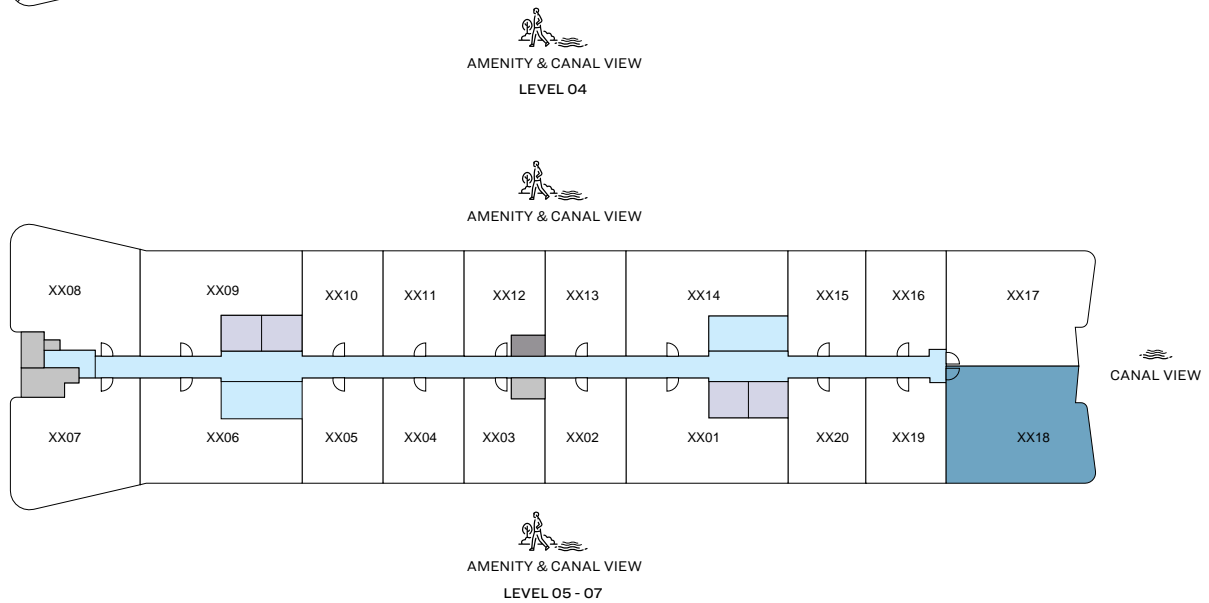 AMENITY & CANAL VIEW
LEVEL 04
AMENITY & CANAL VIEW
XX08
XX09
XX10
XX11
XX12
XX13
XX14
XX15
XX16
XX17
CANAL VIEW
XX07
XX06
XX05
XX04
XX03
XX02
XX01
XX20
XX19
XX18
AMENITY & CANAL VIEW
LEVEL 05 - 07